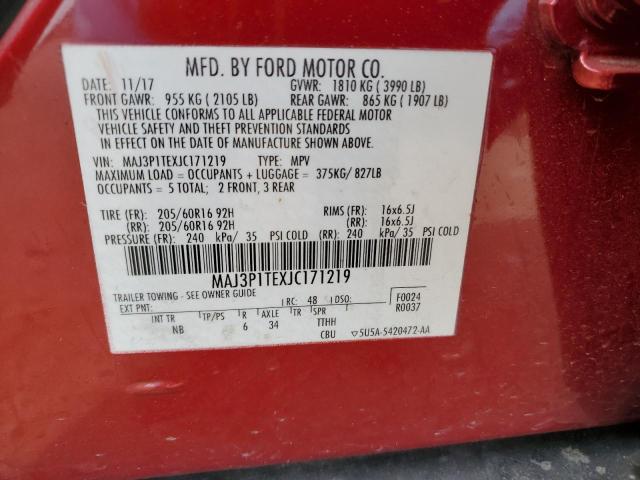 MFD. BY FORD MOTOR CO.
DATE: 11/17 GVWR: 1810 KG ( 3990 LB)
FRONT GAWR: 955 KG ( 2105 LB) REAR GAWR: 865 KG ( 1907 LB)
THIS VEHICLE CONFORMS TO ALL APPLICABLE FEDERAL MOTOR
VEHICLE SAFETY AND THEFT PREVENTION STANDARDS
IN EFFECT ON THE DATE OF MANUFACTURE SHOWN ABOVE.
VIN: MAJ3P1TEXJC171219 TYPE: MPV
MAXIMUM LOAD = OCCUPANTS + LUGGAGE = 375KG/ 827LB
OCCUPANTS = 5 TOTAL; 2 FRONT, 3 REAR
TIRE (FR): 205/60R16 92H RIMS (FR): 16x6.5J
(RR): 205/60R16 92H (RR): 16x6.5J
PRESSURE (FR): 240 kPa/ 35 PSI COLD (RR): 240 kPa/ 35 PSI COLD
MAJ3P1TEXJC171219
TRAILER TOWING - SEE OWNER GUIDE
EXT PNT: RC: 48 DSO: F0024
R0037
INT TR TP/PS R AXLE TR SPR
NB 6 34 TTHH
CBU ▽5U5A-5420472-AA